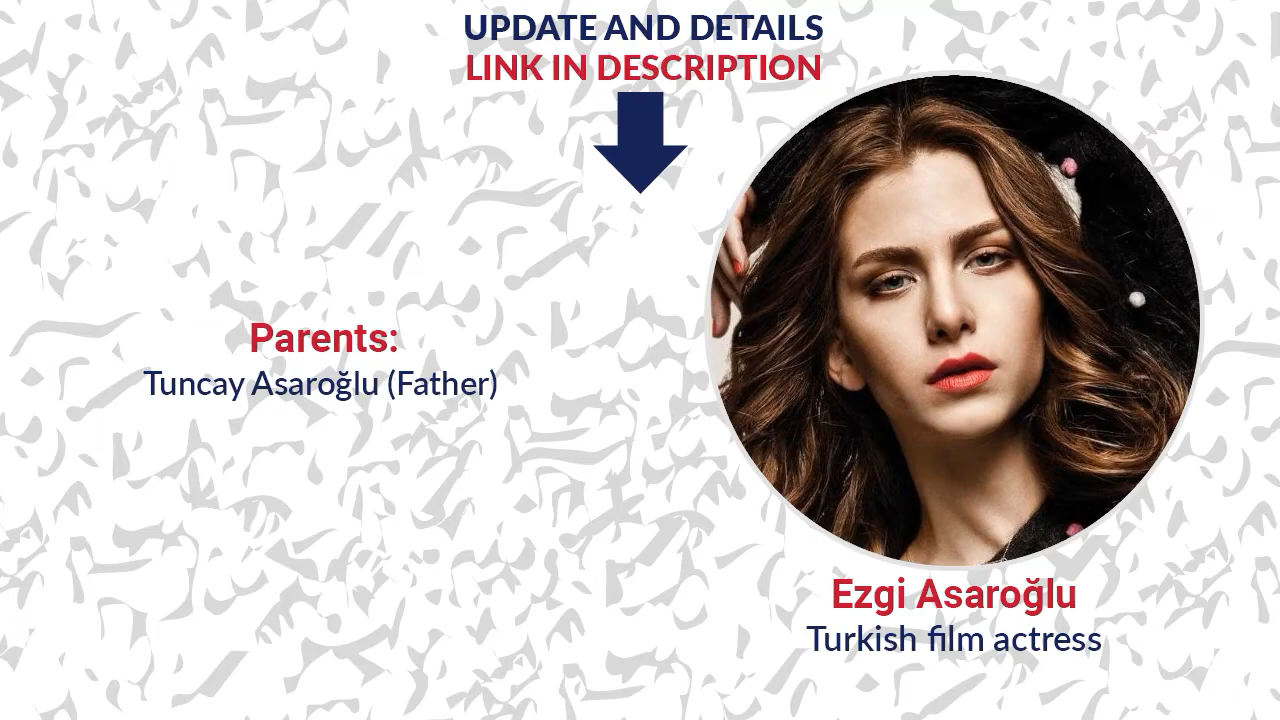 UPDATE AND DETAILS
LINK IN DESCRIPTION
Parents:
Tuncay Asaroğlu (Father)
Ezgi Asaroğlu
Turkish film actress